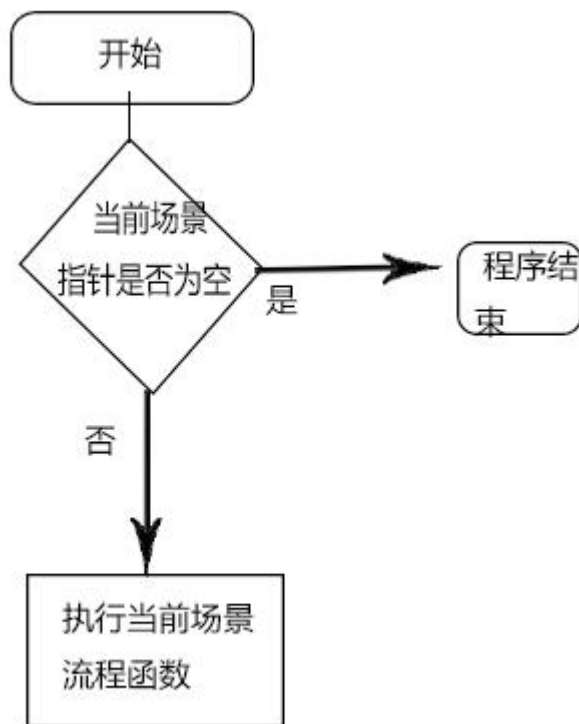 开始
当前场景
指针是否为空
是
程序结
束
否
执行当前场景
流程函数